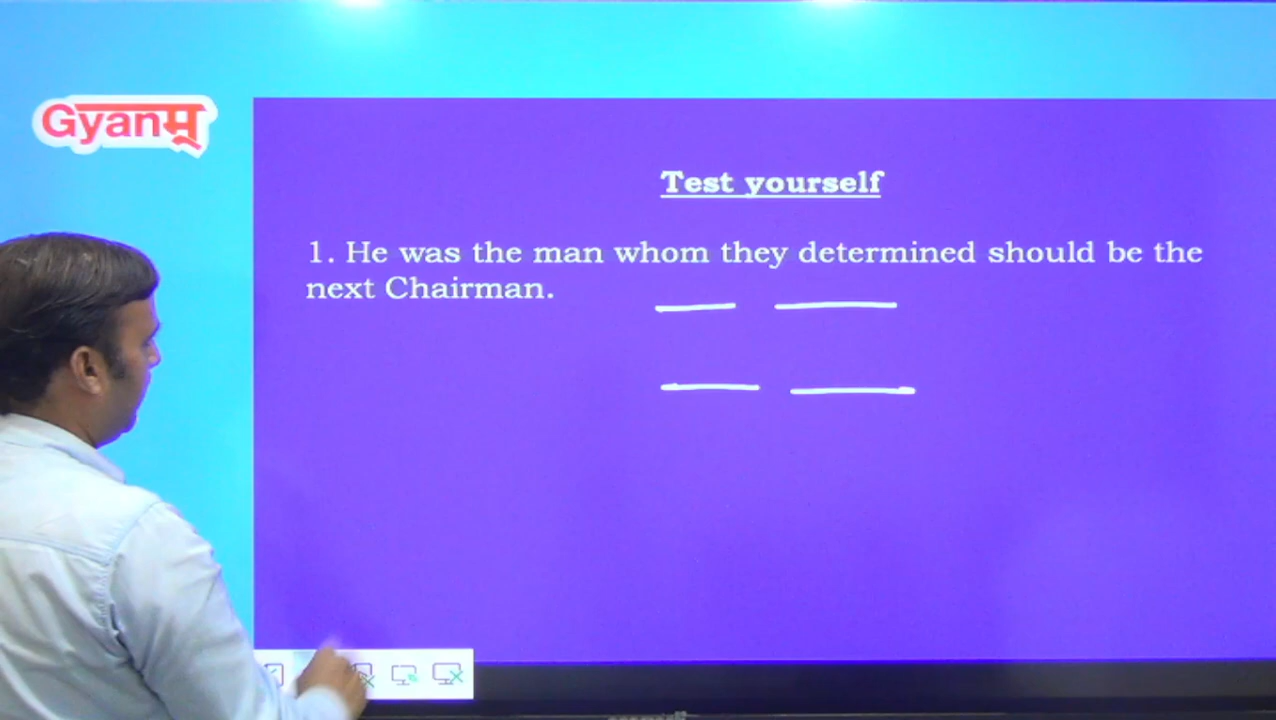 Gyanम्
Test yourself
1. He was the man whom they determined should be the
next Chairman.